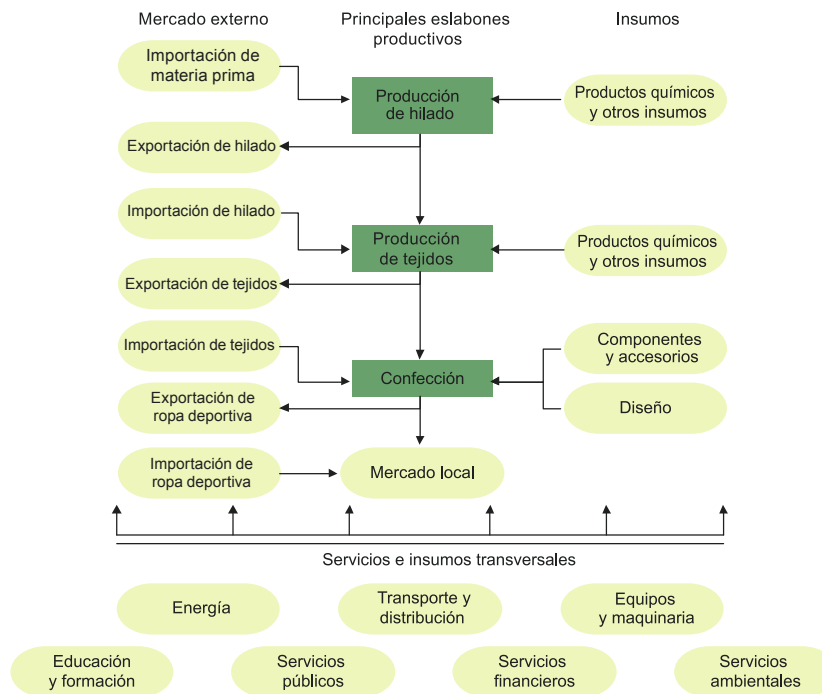 Mercado externo
Principales eslabones
productivos
Insumos
Importación de
materia prima
Producción
de hilado
Productos químicos
y otros insumos
Exportación de hilado
Importación de hilado
Producción
de tejidos
Productos químicos
y otros insumos
Exportación de tejidos
Importación de tejidos
Componentes
y accesorios
Confección
Exportación de
ropa deportiva
Diseño
Importación de
ropa deportiva
Mercado local
Servicios e insumos transversales
Energía
Transporte y
distribución
Equipos
y maquinaria
Educación
y formación
Servicios
públicos
Servicios
financieros
Servicios
ambientales